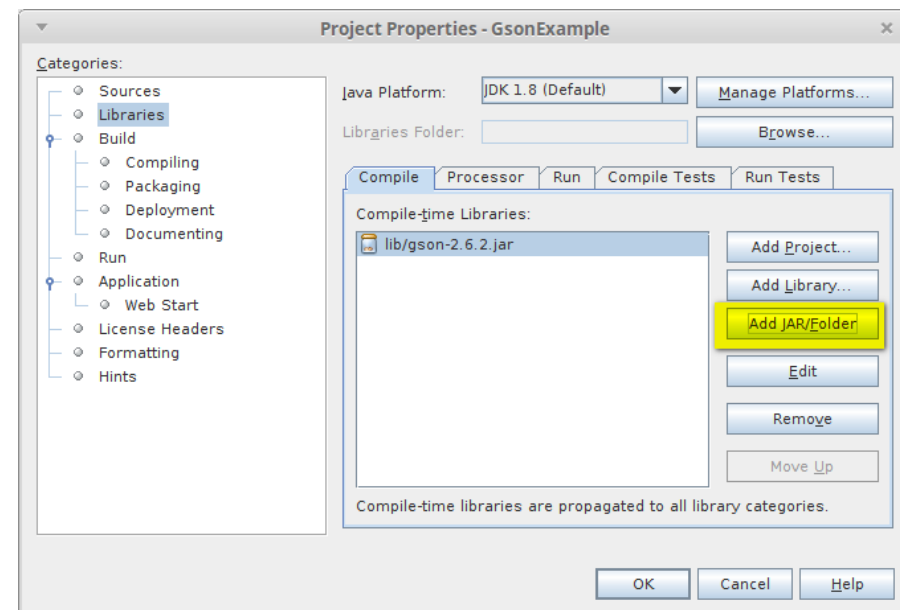 Project Properties - GsonExample
Categories:
Sources
Libraries
Build
Compiling
Packaging
Deployment
Documenting
Run
Application
Web Start
License Headers
Formatting
Hints
Java Platform:
JDK 1.8 (Default)
Manage Platforms...
Libraries Folder:
Browse...
Compile
Processor
Run
Compile Tests
Run Tests
Compile-time Libraries:
lib/gson-2.6.2.jar
Add Project...
Add Library...
Add JAR/Folder
Edit
Remove
Move Up
Compile-time libraries are propagated to all library categories.
OK
Cancel
Help